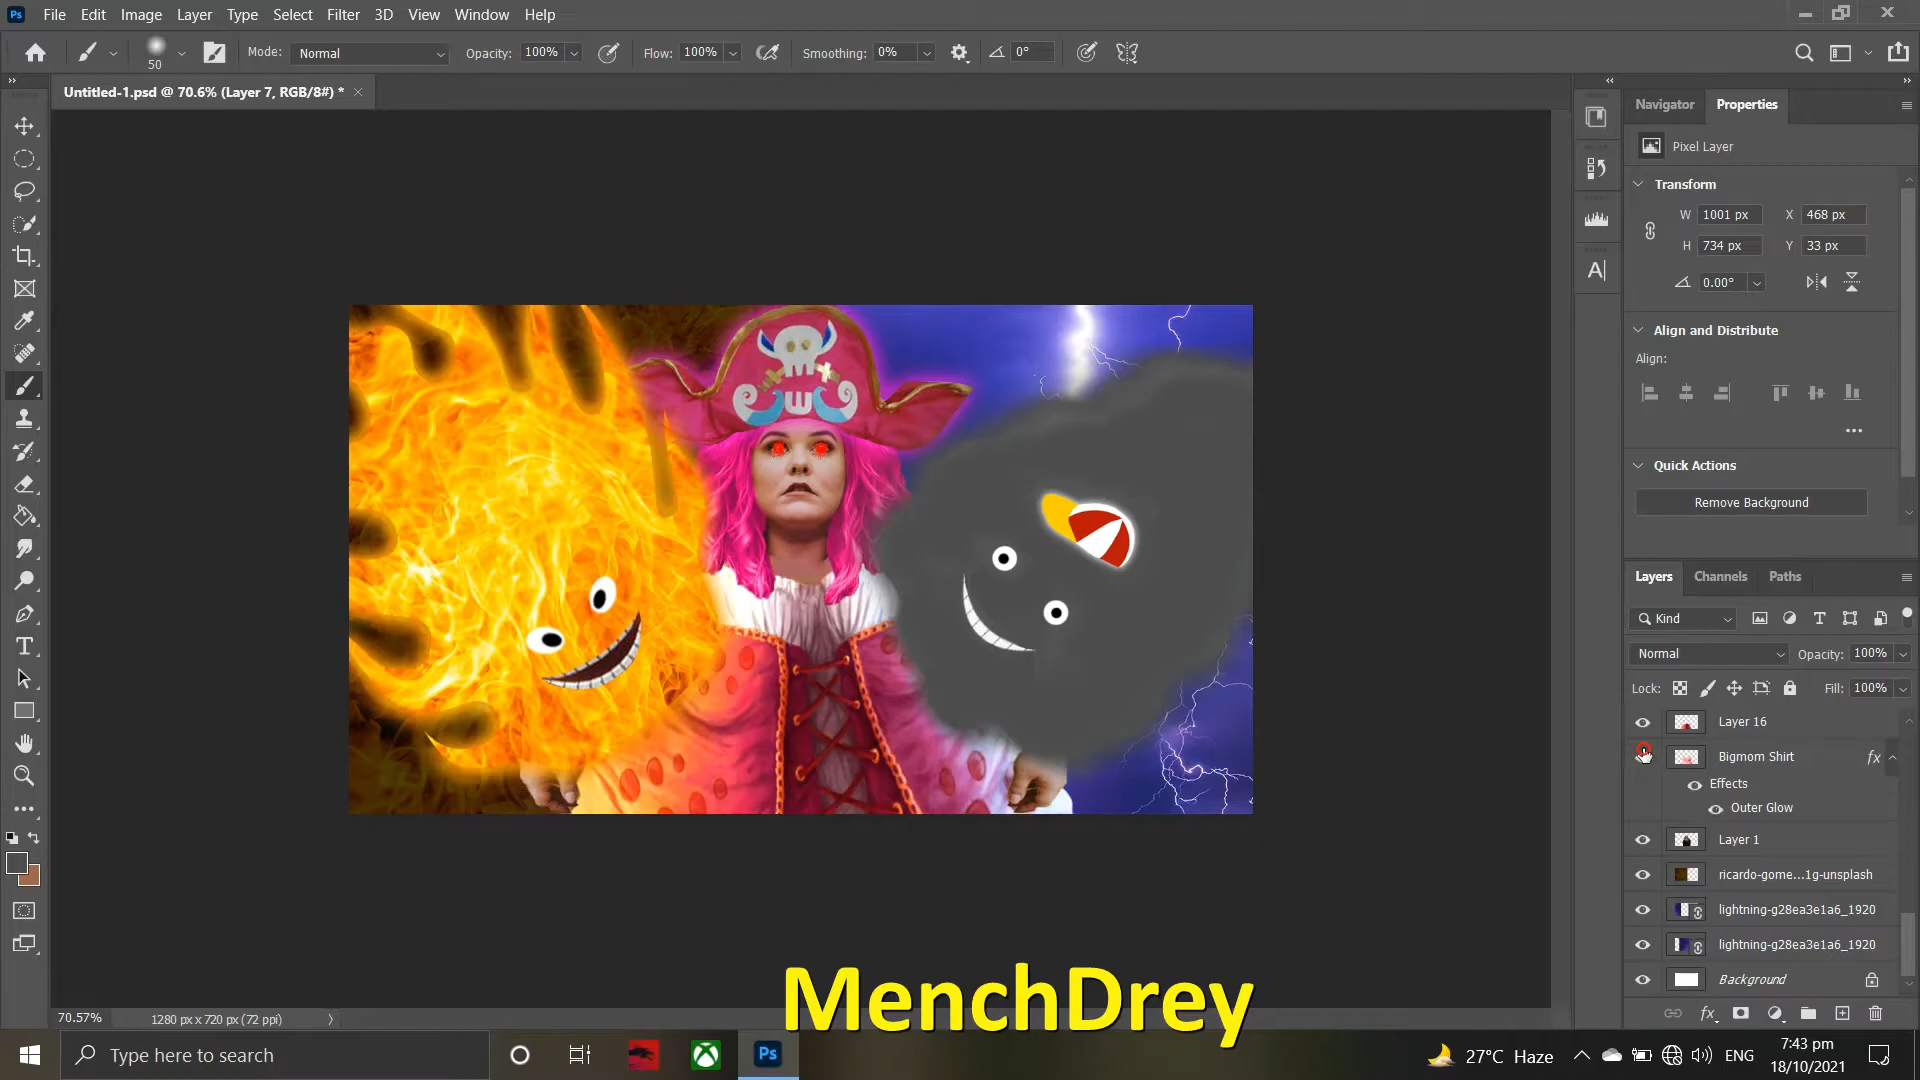 Ps File Edit Image Layer Type Select Filter 3D View Window Help
50 Mode: Normal Opacity: 100% Flow: 100% Smoothing: 0% 0°
Untitled-1.psd @ 70.6% (Layer 7, RGB/8#) *
Navigator Properties
Pixel Layer
Transform
W 1001 px X 468 px
H 734 px Y 33 px
0.00°
Align and Distribute
Align:
Quick Actions
Remove Background
Layers Channels Paths
Kind
Normal Opacity: 100%
Lock: Fill: 100%
Layer 16
Bigmom Shirt fx
Effects
Outer Glow
Layer 1
ricardo-gome...1g-unsplash
lightning-g28ea3e1a6_1920
lightning-g28ea3e1a6_1920
Background
MenchDrey
70.57% 1280 px x 720 px (72 ppi)
Type here to search
Ps
27°C Haze
ENG
7:43 pm
18/10/2021